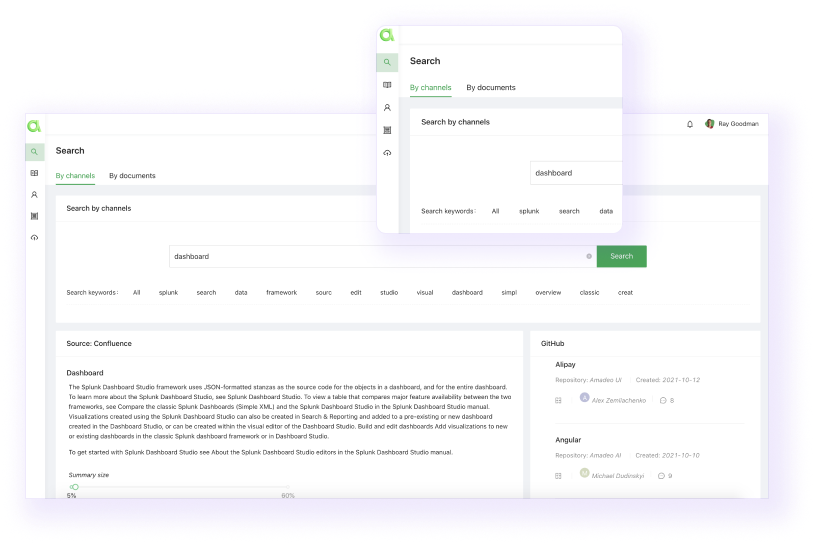 Search
By channels By documents
Search by channels
dashboard
Search keywords: All splunk search data
Ray Goodman
Search
By channels By documents
Search by channels
dashboard
Search
Search keywords: All splunk search data framework sourc edit studio visual dashboard simpl overview classic creat
Source: Confluence
Dashboard
The Splunk Dashboard Studio framework uses JSON-formatted stanzas as the source code for the objects in a dashboard, and for the entire dashboard.
To learn more about the Splunk Dashboard Studio, see Splunk Dashboard Studio. To view a table that compares major feature availability between the two
frameworks, see Compare the classic Splunk Dashboards (Simple XML) and the Splunk Dashboard Studio in the Splunk Dashboard Studio manual.
Visualizations created using the Splunk Dashboard Studio can also be created in Search & Reporting and added to a pre-existing or new dashboard
created in the Dashboard Studio, or can be created within the visual editor of the Dashboard Studio. Build and edit dashboards Add visualizations to new
or existing dashboards in the classic Splunk dashboard framework or in Dashboard Studio.
To get started with Splunk Dashboard Studio see About the Splunk Dashboard Studio editors in the Splunk Dashboard Studio manual.
Summary size
5% 60%
GitHub
Alipay
Repository: Amadeo UI Created: 2021-10-12
A Alex Zemliachenko
Angular
Repository: Amadeo AI Created: 2021-10-10
Michael Dudinskyi 9